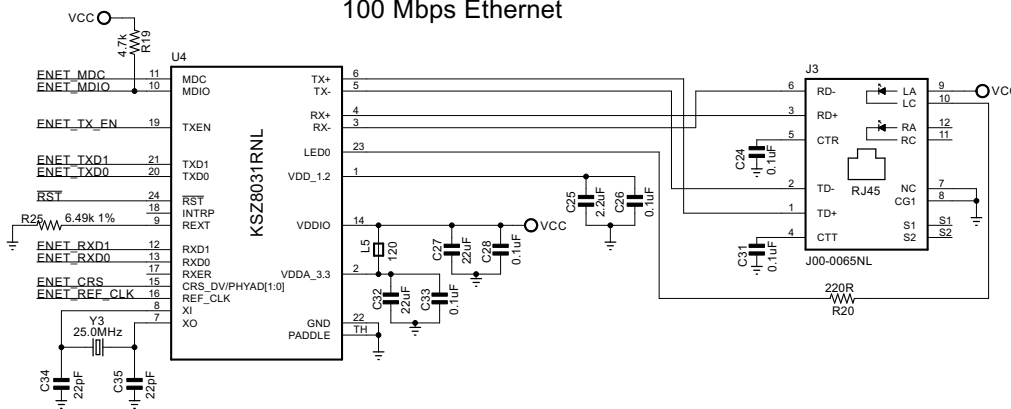 100 Mbps Ethernet
VCC
4.7k
R19
U4
ENET_MDC 11 MDC
ENET_MDIO 10 MDIO
ENET_TX_EN 19 TXEN
ENET_TXD1 21 TXD1
ENET_TXD0 20 TXD0
RST 24 RST
18 INTRP
R25 6.49k 1% 9 REXT
ENET_RXD1 12 RXD1
ENET_RXD0 13 RXD0
17 RXER
ENET_CRS 15 CRS_DV/PHYAD[1:0]
ENET_REF_CLK 16 REF_CLK
8 XI
7 XO
Y3
25.0MHz
C34
22pF
C35
22pF
KSZ8031RNL
TX+ 6
TX- 5
RX+ 4
RX- 3
LED0 23
VDD_1.2 1
VDDIO 14
VDDA_3.3 2
GND 22
PADDLE TH
C25
2.2uF
C26
0.1uF
VCC
L5
120
C27
22uF
C28
0.1uF
C32
22uF
C33
0.1uF
J3
6 RD-
3 RD+
5 CTR
2 TD-
1 TD+
4 CTT
C24
0.1uF
C31
0.1uF
RJ45
LA 9
LC 10
RA 12
RC 11
NC 7
CG1 8
S1 S1
S2 S2
VCC
J00-0065NL
220R
R20